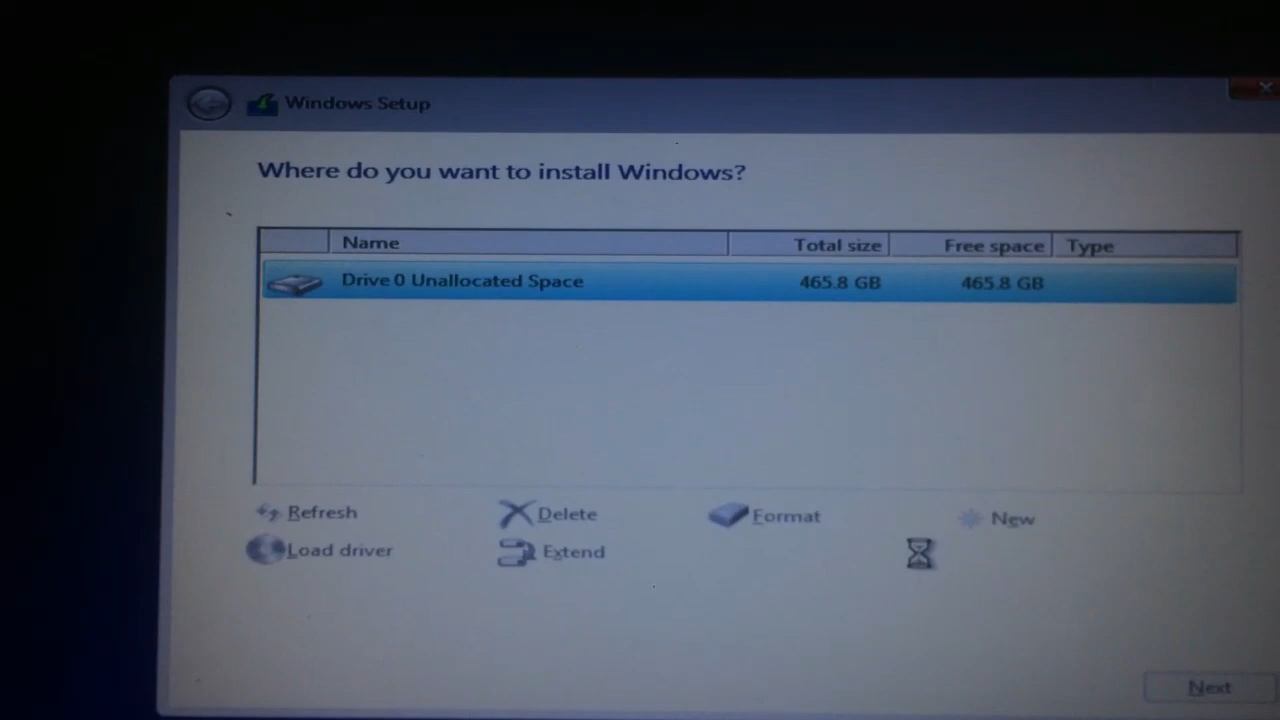 Windows Setup
Where do you want to install Windows?
Name Total size Free space Type
Drive 0 Unallocated Space 465.8 GB 465.8 GB
Refresh Delete Format New
Load driver Extend
Next